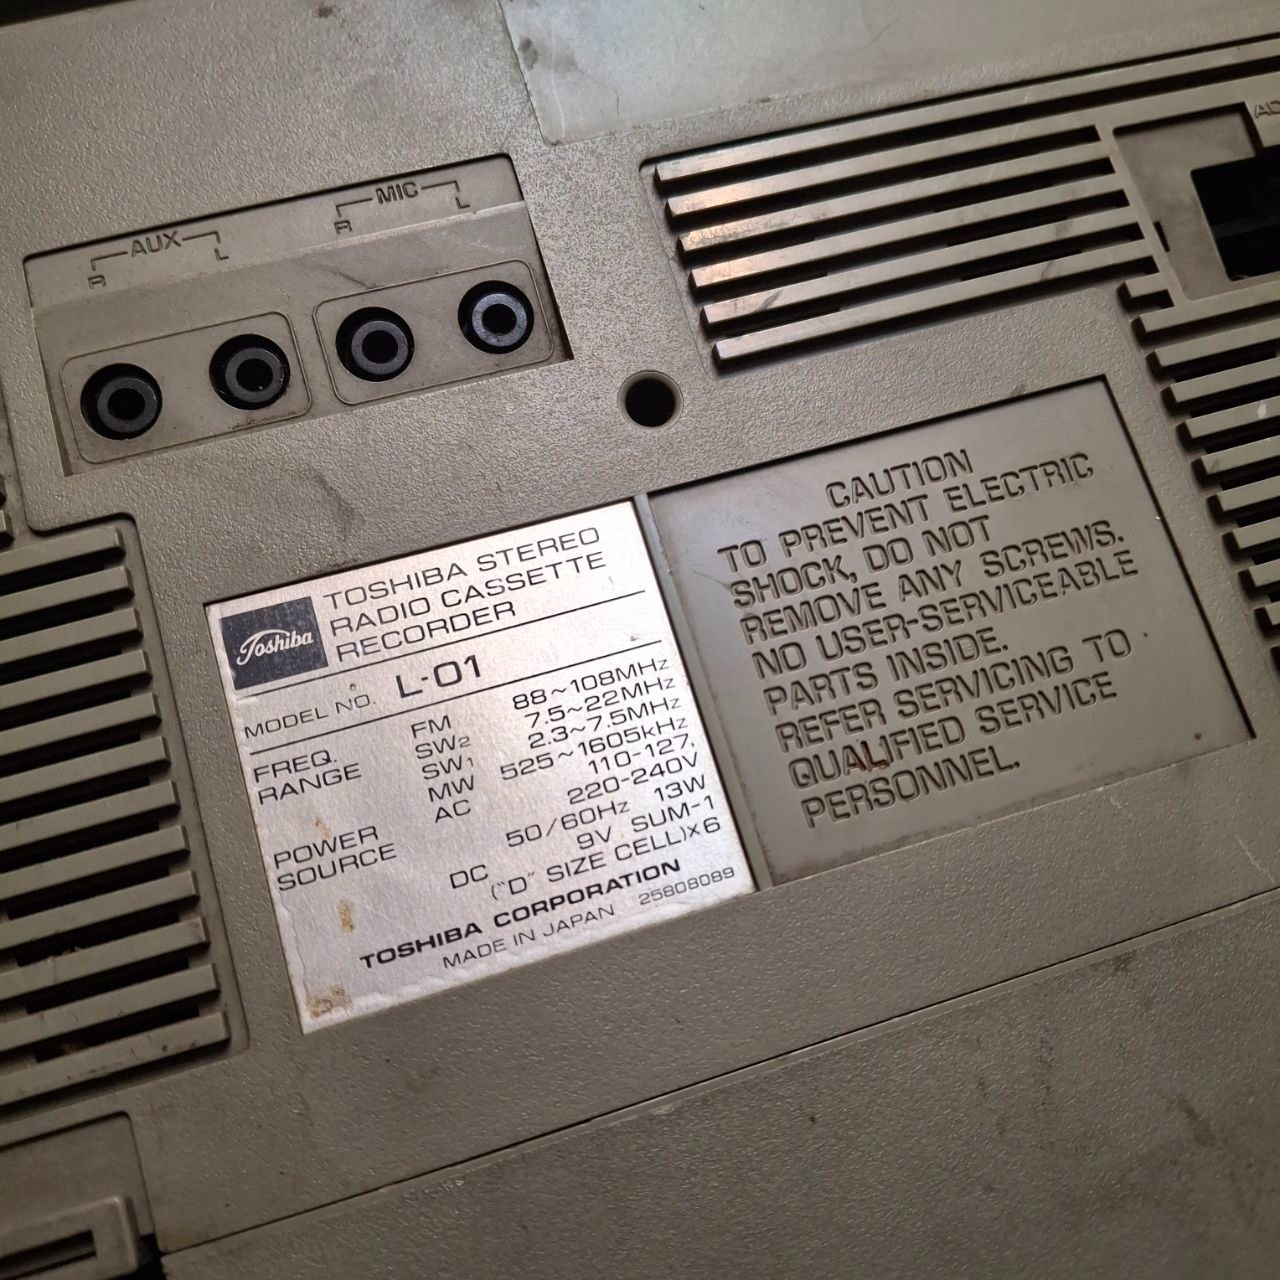 AUX
R L
MIC
R L
AC
Toshiba
TOSHIBA STEREO
RADIO CASSETTE
RECORDER
MODEL NO. L-01
FREQ. RANGE FM 88~108MHz
SW2 7.5~22MHz
SW1 2.3~7.5MHz
MW 525~1605kHz
POWER SOURCE AC 110-127,
220-240V
50/60Hz 13W
DC 9V SUM-1
("D" SIZE CELL)×6
TOSHIBA CORPORATION
MADE IN JAPAN 25808089
CAUTION
TO PREVENT ELECTRIC
SHOCK, DO NOT
REMOVE ANY SCREWS.
NO USER-SERVICEABLE
PARTS INSIDE.
REFER SERVICING TO
QUALIFIED SERVICE
PERSONNEL.